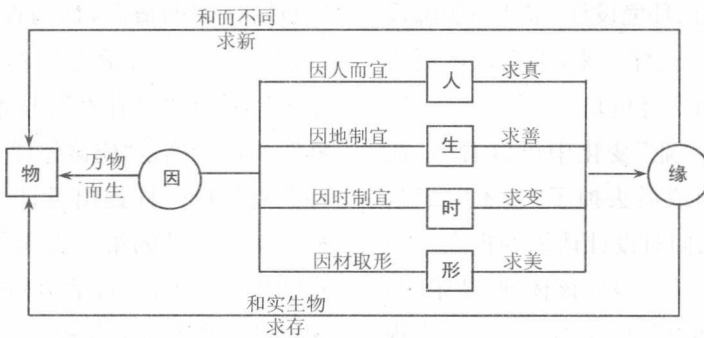 和而不同
求新
因人而宜 人 求真
因地制宜 生 求善
物 万物 因 缘
而生
因时制宜 时 求变
因材取形 形 求美
和实生物
求存